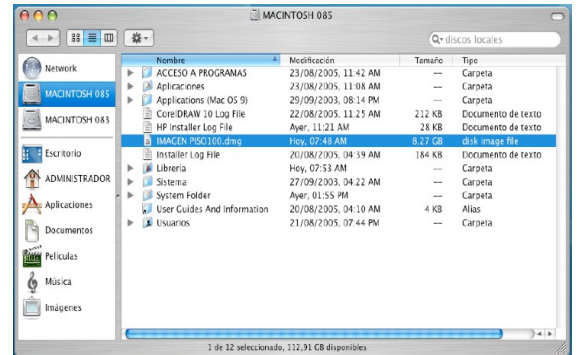 MACINTOSH 085
discos locales
Network
MACINTOSH 085
MACINTOSH 083
Escritorio
ADMINISTRADOR
Aplicaciones
Documentos
Películas
Música
Imágenes
Nombre Modificación Tamaño Tipo
ACCESO A PROGRAMAS 23/08/2005, 11:42 AM -- Carpeta
Aplicaciones 23/08/2005, 11:08 AM -- Carpeta
Applications (Mac OS 9) 29/09/2003, 08:14 PM -- Carpeta
CorelDRAW 10 Log File 22/08/2005, 11:25 AM 212 KB Documento de texto
HP Installer Log File Ayer, 11:21 AM 28 KB Documento de texto
IMAGEN PISO100.dmg Hoy, 07:48 AM 8,27 GB disk image file
Installer Log File 20/08/2005, 04:39 AM 184 KB Documento de texto
Librería Hoy, 07:53 AM -- Carpeta
Sistema 27/09/2003, 04:22 AM -- Carpeta
System Folder Ayer, 01:55 PM -- Carpeta
User Guides And Information 20/08/2005, 04:10 AM 4 KB Alias
Usuarios 21/08/2005, 07:44 PM -- Carpeta
1 de 12 seleccionado, 112,91 GB disponibles